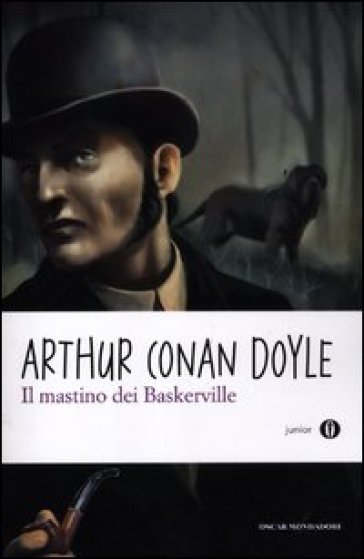 ARTHUR CONAN DOYLE
Il mastino dei Baskerville
junior
OSCAR MONDADORI